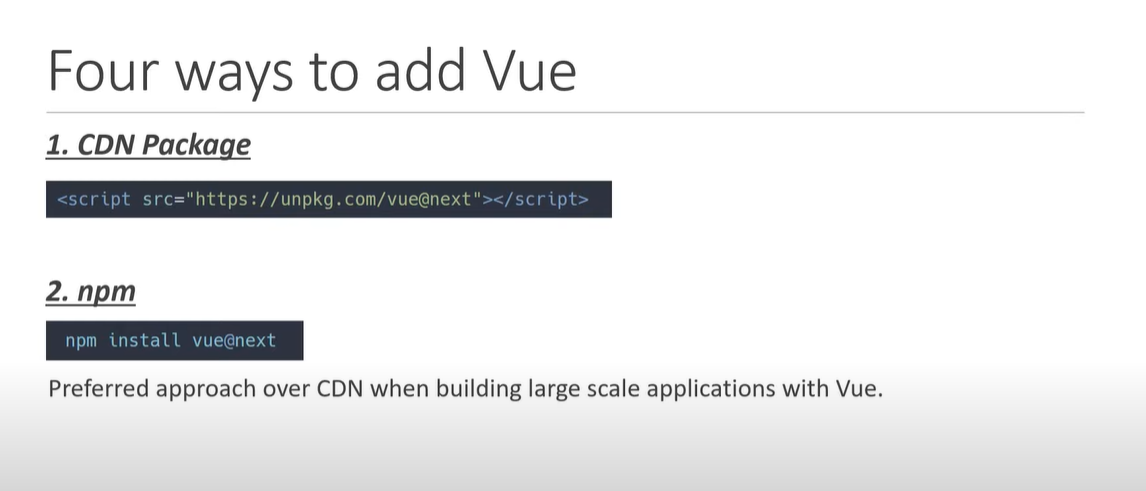 Four ways to add Vue
1. CDN Package
<script src="https://unpkg.com/vue@next"></script>
2. npm
npm install vue@next
Preferred approach over CDN when building large scale applications with Vue.